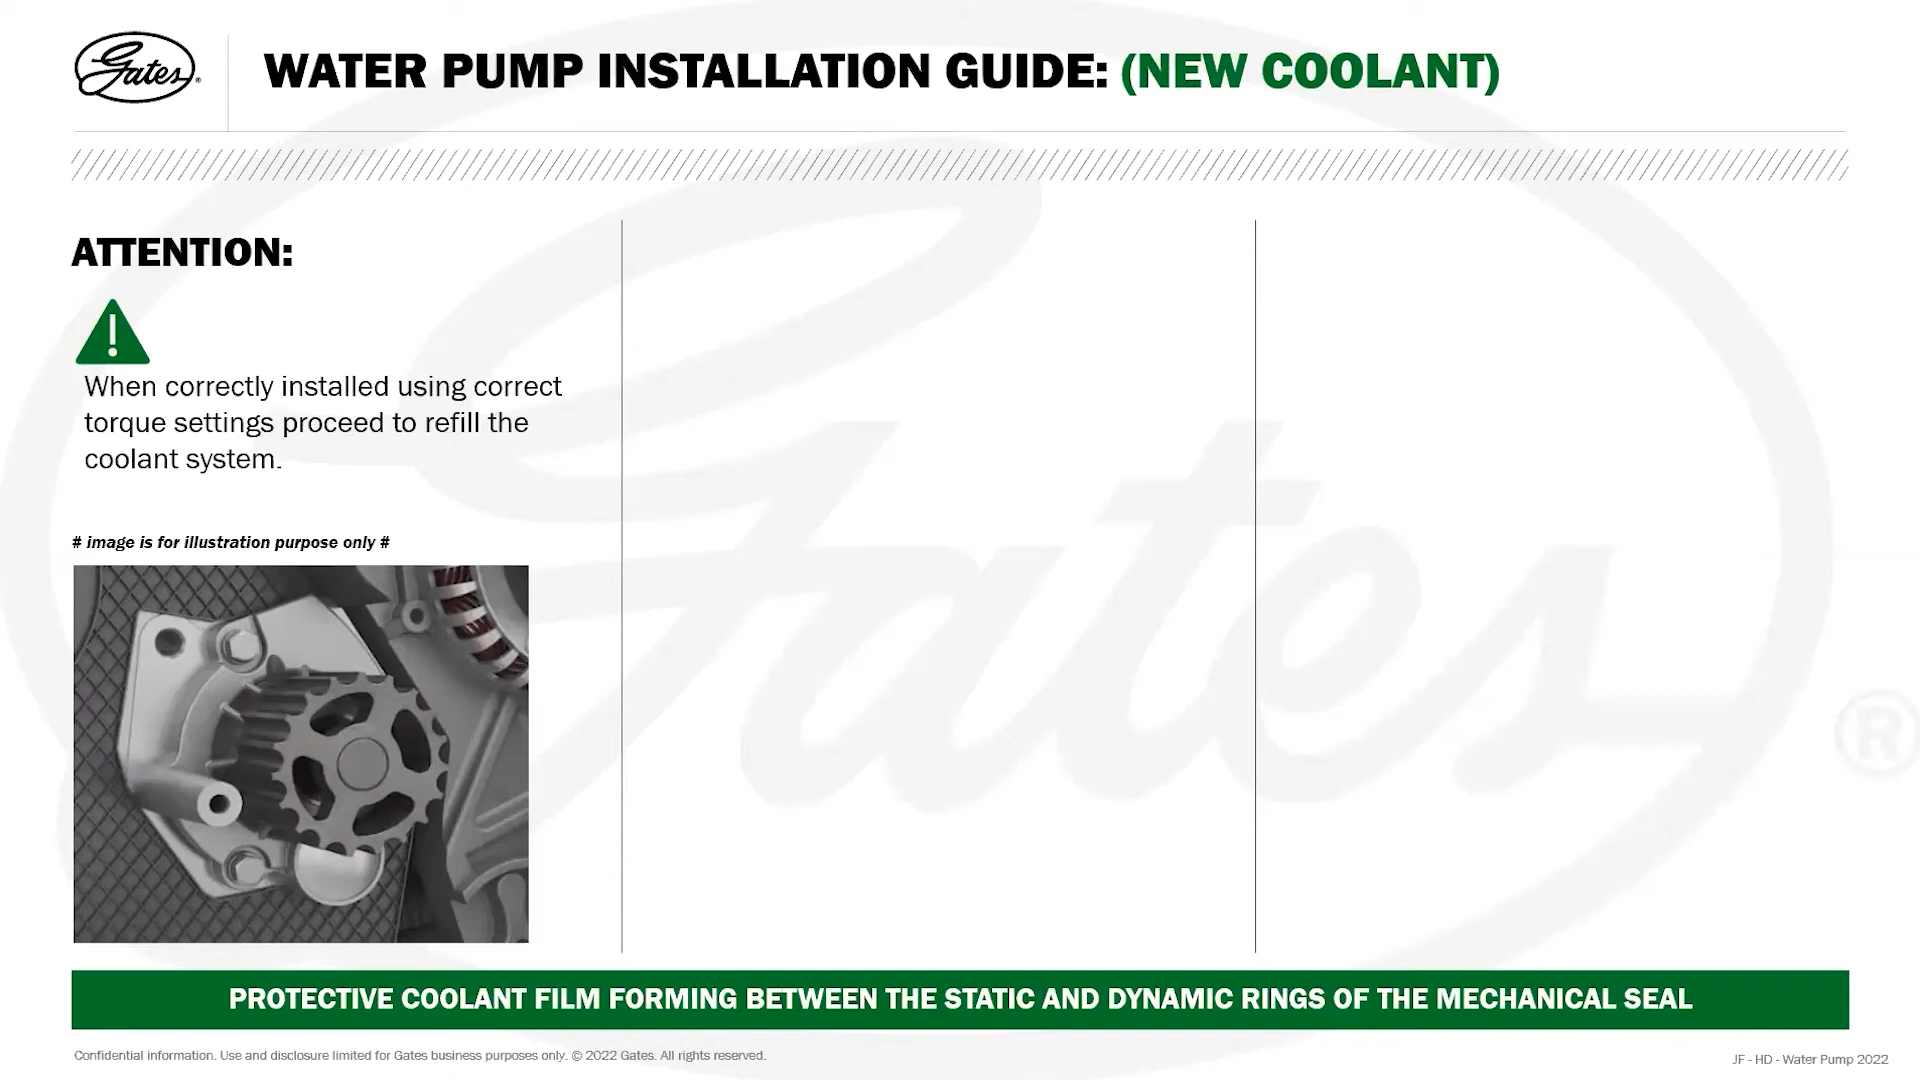 Gates®
WATER PUMP INSTALLATION GUIDE: (NEW COOLANT)
ATTENTION:
When correctly installed using correct
torque settings proceed to refill the
coolant system.
# image is for illustration purpose only #
Gates®
PROTECTIVE COOLANT FILM FORMING BETWEEN THE STATIC AND DYNAMIC RINGS OF THE MECHANICAL SEAL
Confidential information. Use and disclosure limited for Gates business purposes only. © 2022 Gates. All rights reserved.
JF - HD - Water Pump 2022